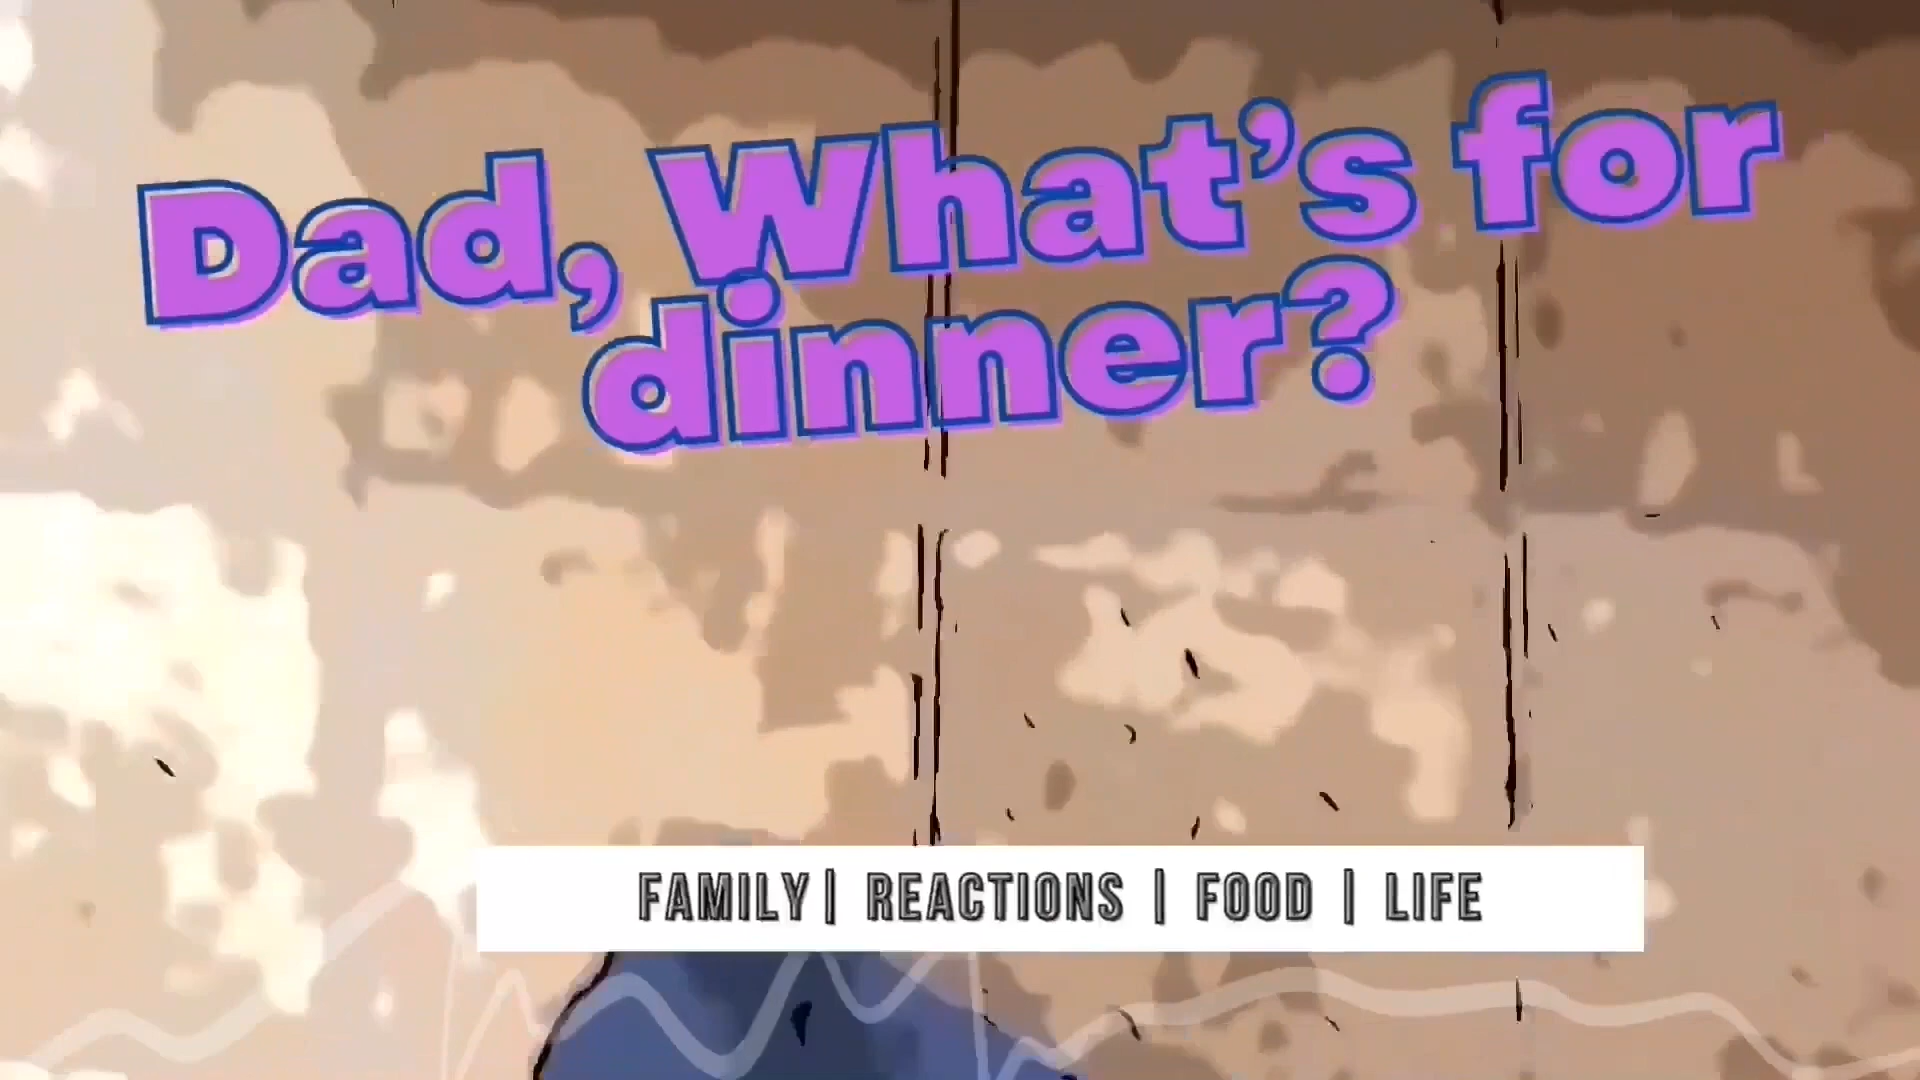 Dad, What's for
dinner?
FAMILY| REACTIONS | FOOD | LIFE